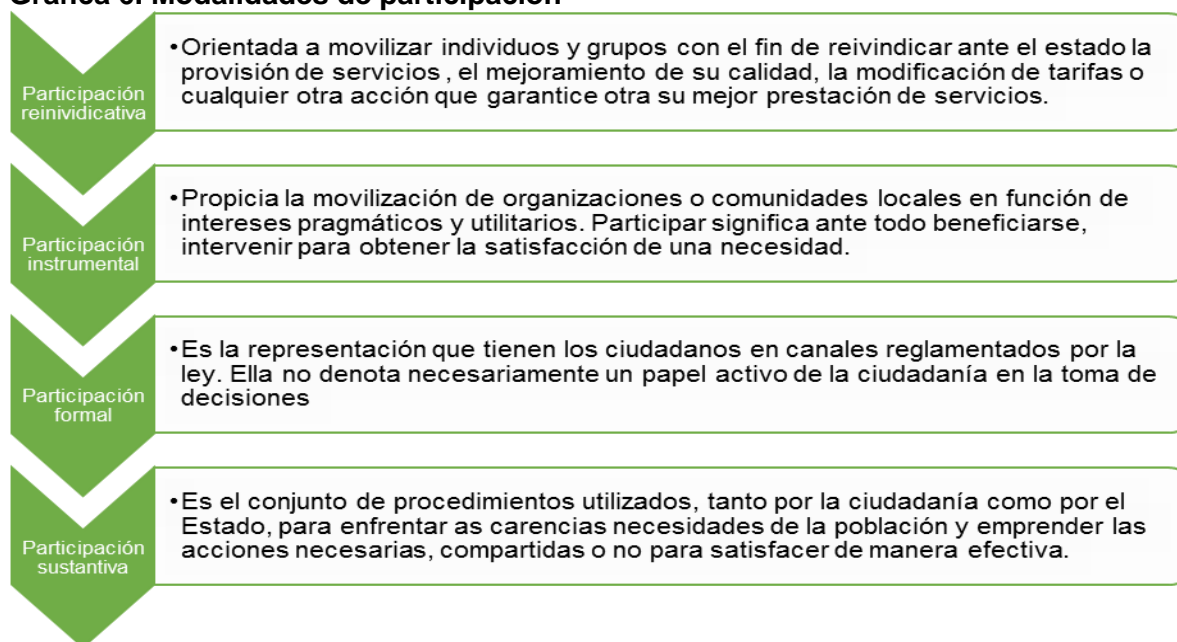 Gráfica 6. Modalidades de participación
Participación
reinividicativa
•Orientada a movilizar individuos y grupos con el fin de reivindicar ante el estado la
provisión de servicios , el mejoramiento de su calidad, la modificación de tarifas o
cualquier otra acción que garantice otra su mejor prestación de servicios.
Participación
instrumental
•Propicia la movilización de organizaciones o comunidades locales en función de
intereses pragmáticos y utilitarios. Participar significa ante todo beneficiarse,
intervenir para obtener la satisfacción de una necesidad.
Participación
formal
•Es la representación que tienen los ciudadanos en canales reglamentados por la
ley. Ella no denota necesariamente un papel activo de la ciudadanía en la toma de
decisiones
Participación
sustantiva
•Es el conjunto de procedimientos utilizados, tanto por la ciudadanía como por el
Estado, para enfrentar as carencias necesidades de la población y emprender las
acciones necesarias, compartidas o no para satisfacer de manera efectiva.